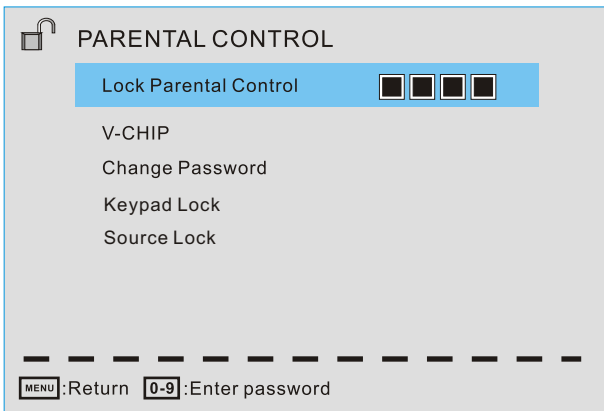 PARENTAL CONTROL
Lock Parental Control
V-CHIP
Change Password
Keypad Lock
Source Lock
MENU :Return 0-9 :Enter password